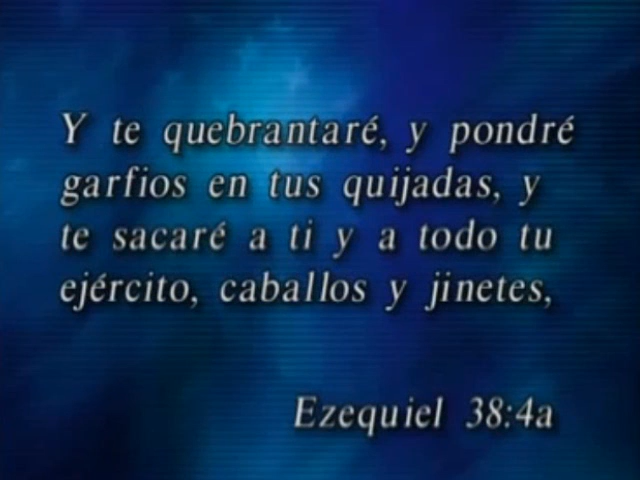 Y te quebrantaré, y pondré
garfios en tus quijadas, y
te sacaré a ti y a todo tu
ejército, caballos y jinetes,
Ezequiel 38:4a